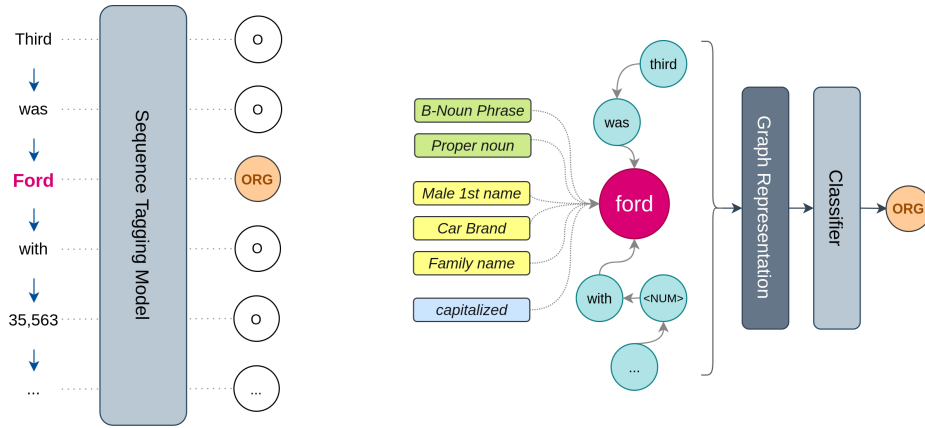 Third
O
was
O
Ford
ORG
with
O
35,563
O
...
...
Sequence Tagging Model
B-Noun Phrase
Proper noun
Male 1st name
Car Brand
Family name
capitalized
third
was
ford
with
<NUM>
...
Graph Representation
Classifier
ORG